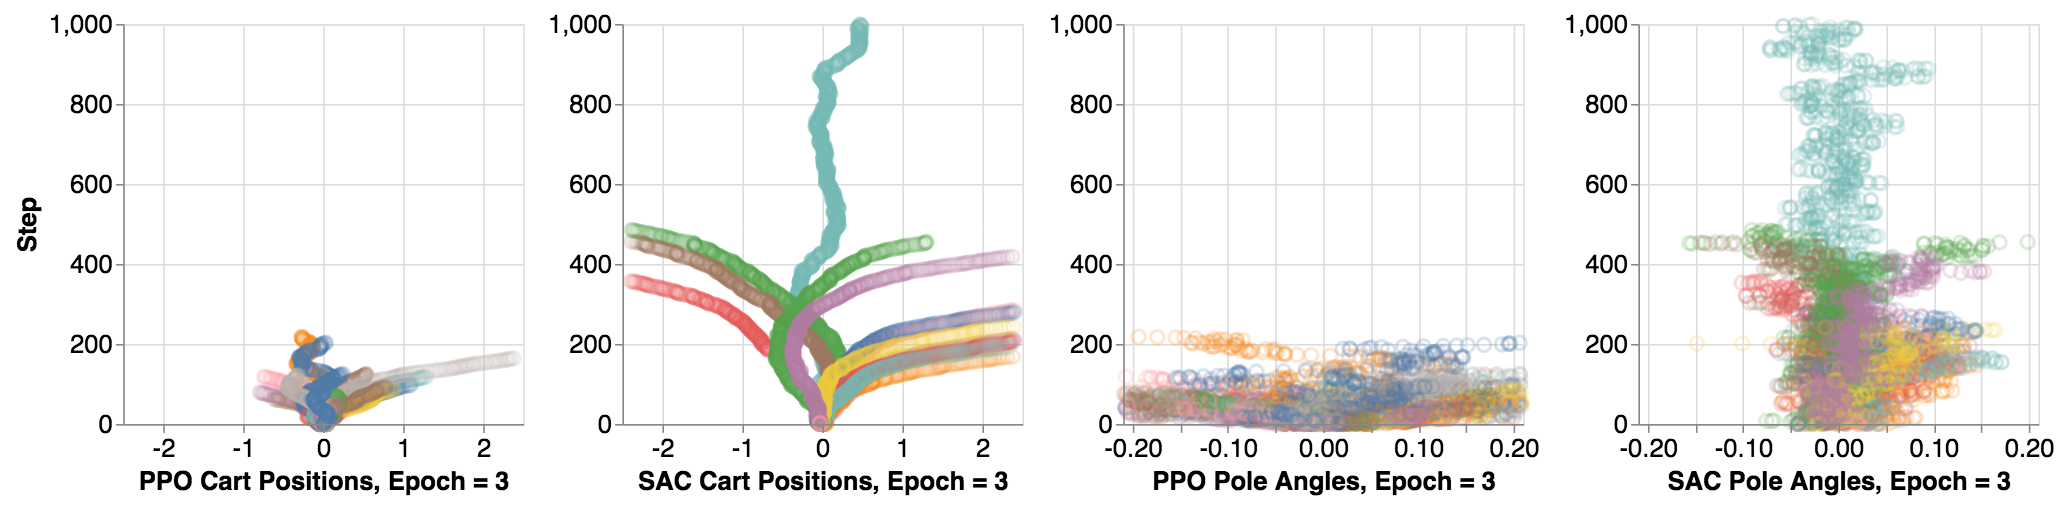 Step
1,000
800
600
400
200
0
-2 -1 0 1 2
PPO Cart Positions, Epoch = 3
1,000
800
600
400
200
0
-2 -1 0 1 2
SAC Cart Positions, Epoch = 3
1,000
800
600
400
200
0
-0.20 -0.10 0.00 0.10 0.20
PPO Pole Angles, Epoch = 3
1,000
800
600
400
200
0
-0.20 -0.10 0.00 0.10 0.20
SAC Pole Angles, Epoch = 3